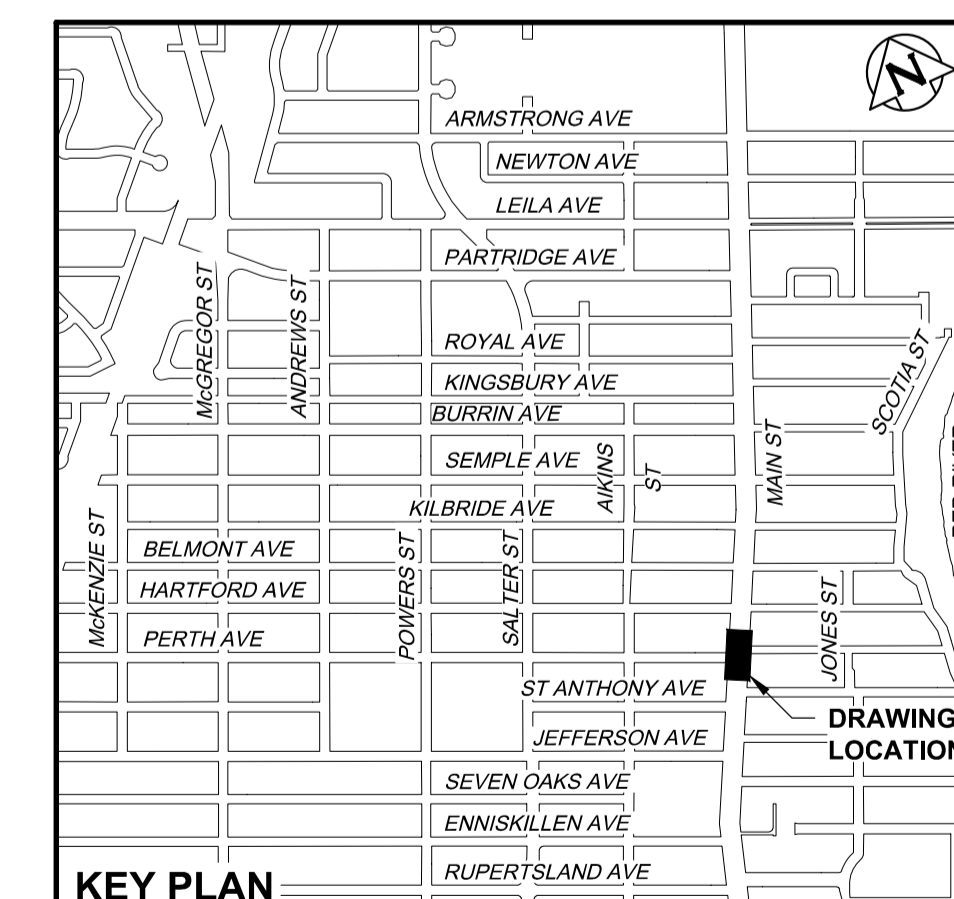 N
ARMSTRONG AVE
NEWTON AVE
LEILA AVE
PARTRIDGE AVE
McGREGOR ST
ANDREWS ST
ROYAL AVE
KINGSBURY AVE
BURRIN AVE
SCOTIA ST
SEMPLE AVE
AIKINS
ST
MAIN ST
RED RIVER
KILBRIDE AVE
McKENZIE ST
BELMONT AVE
HARTFORD AVE
PERTH AVE
POWERS ST
SALTER ST
JONES ST
ST ANTHONY AVE
DRAWING
LOCATION
JEFFERSON AVE
SEVEN OAKS AVE
ENNISKILLEN AVE
RUPERTSLAND AVE
KEY PLAN